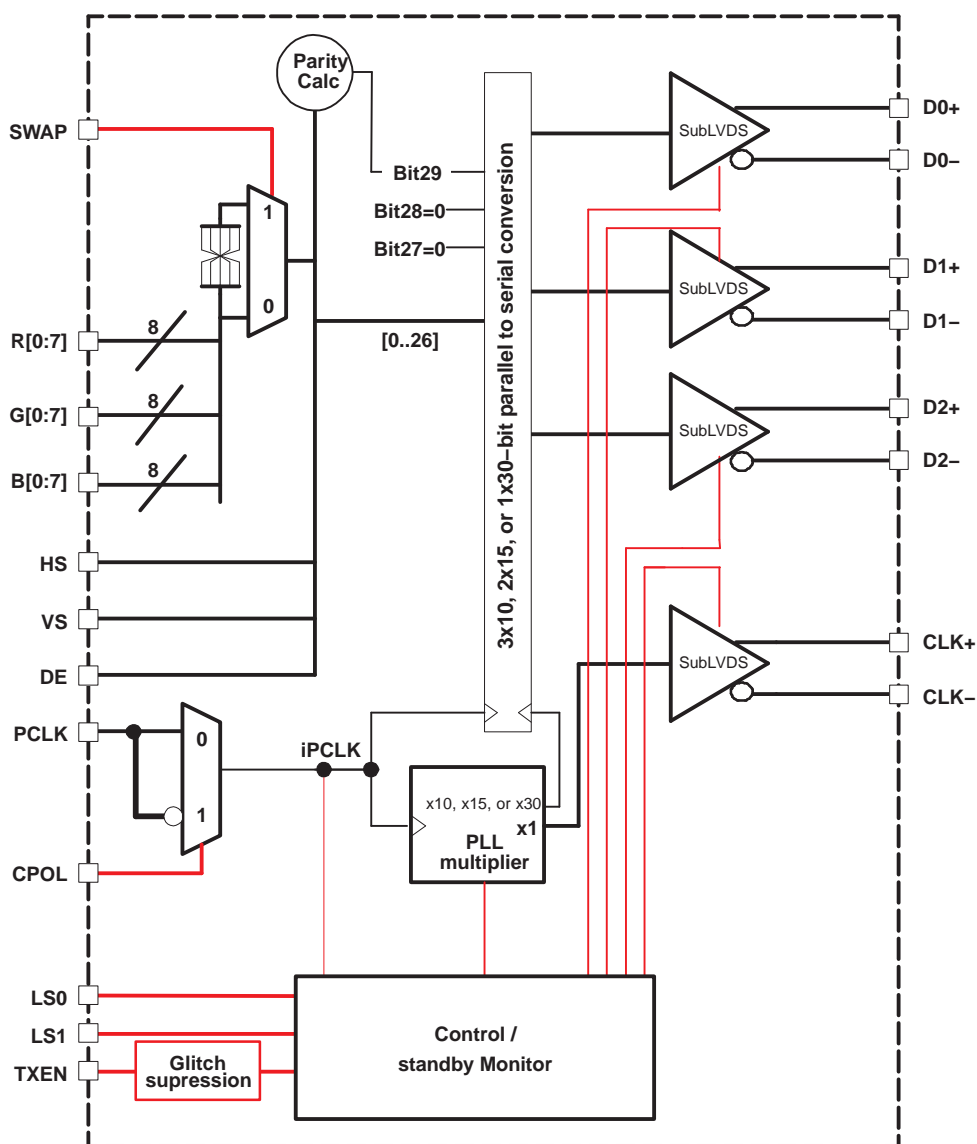 Parity
Calc
SWAP
1
0
Bit29
Bit28=0
Bit27=0
[0..26]
8
R[0:7]
8
G[0:7]
8
B[0:7]
HS
VS
DE
PCLK
0
1
CPOL
iPCLK
3x10, 2x15, or 1x30−bit parallel to serial conversion
x10, x15, or x30
x1
PLL
multiplier
SubLVDS
D0+
D0−
SubLVDS
D1+
D1−
SubLVDS
D2+
D2−
SubLVDS
CLK+
CLK−
LS0
LS1
TXEN
Glitch
supression
Control /
standby Monitor